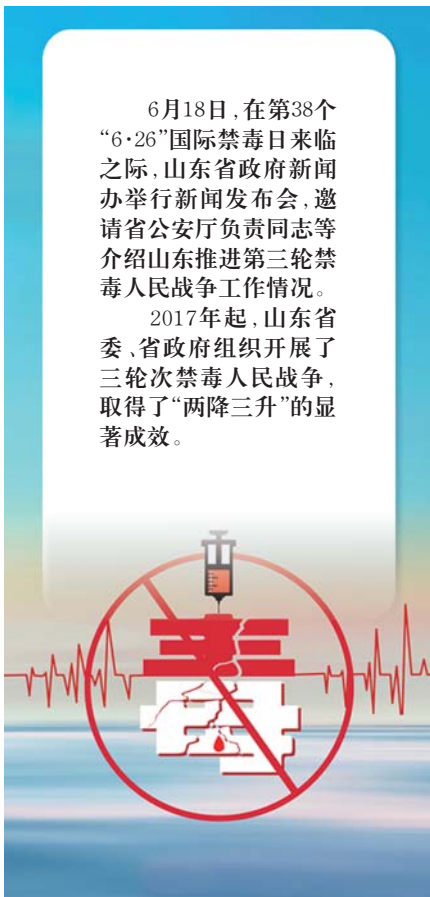 6月18日,在第38个
“6·26”国际禁毒日来临
之际,山东省政府新闻
办举行新闻发布会,邀
请省公安厅负责同志等
介绍山东推进第三轮禁
毒人民战争工作情况。
2017年起,山东省
委、省政府组织开展了
三轮次禁毒人民战争,
取得了“两降三升”的显
著成效。
毒